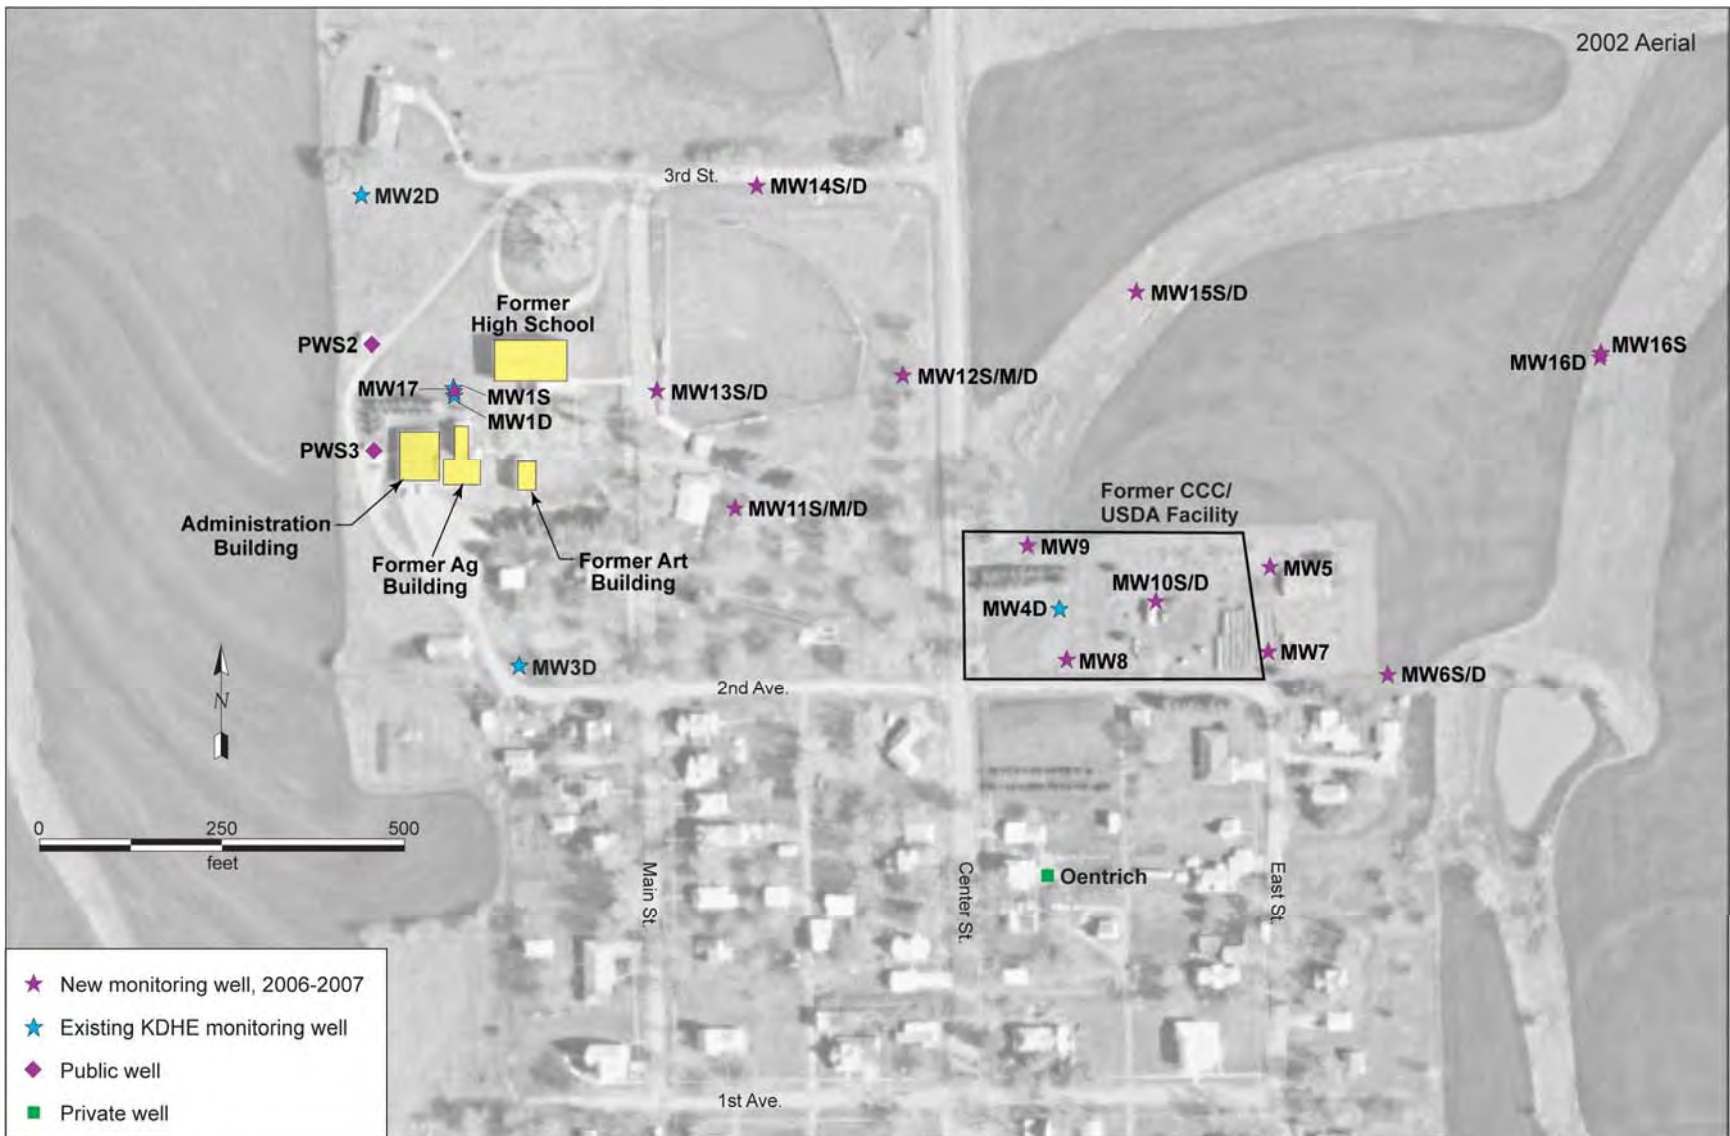 2002 Aerial
3rd St.
MW14S/D
MW2D
MW15S/D
Former
High School
PWS2
MW16S
MW16D
MW12S/M/D
MW17
MW1S
MW13S/D
MW1D
PWS3
Former CCC/
USDA Facility
MW11S/M/D
Administration
Building
Former Ag
Building
Former Art
Building
MW9
MW5
MW10S/D
MW4D
MW7
MW8
MW3D
MW6S/D
2nd Ave.
N
0 250 500
feet
Main St.
Center St.
East St.
Oentrich
New monitoring well, 2006-2007
Existing KDHE monitoring well
Public well
Private well
1st Ave.